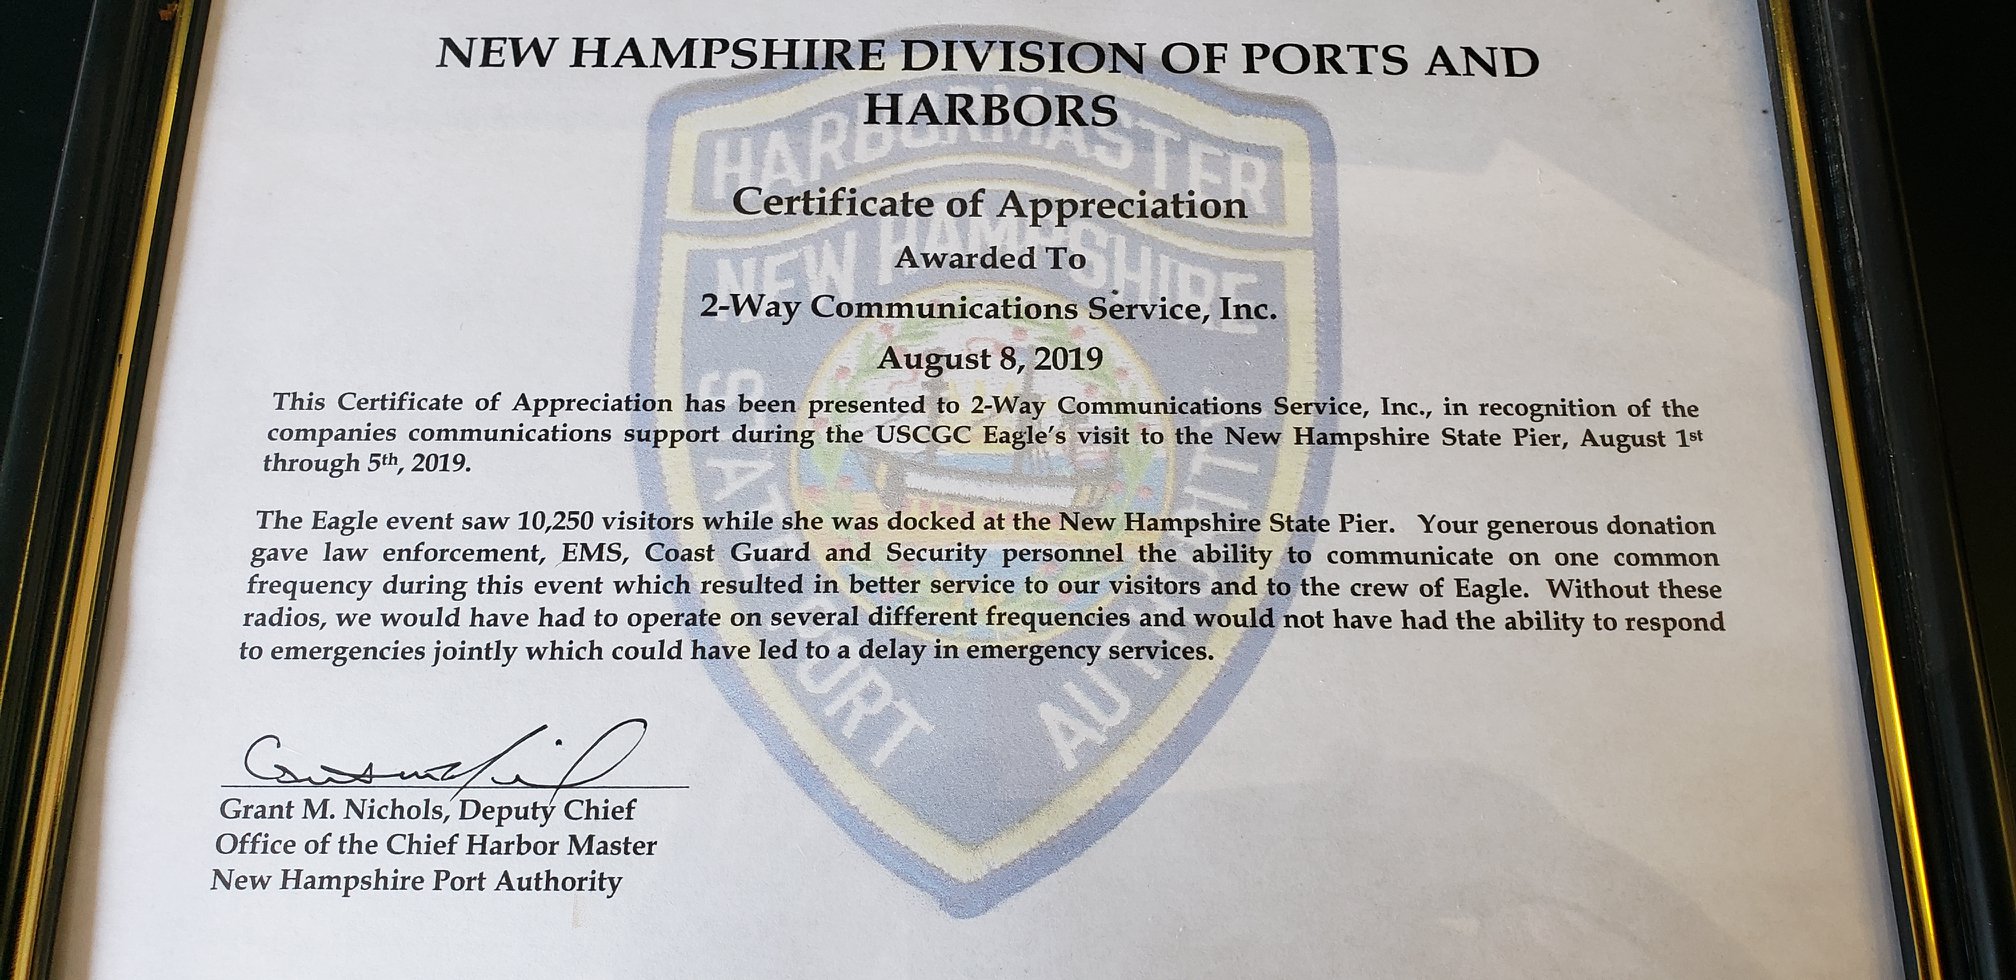 NEW HAMPSHIRE DIVISION OF PORTS AND
HARBORS
HARBORMASTER
Certificate of Appreciation
NEW HAMPSHIRE
Awarded To
2-Way Communications Service, Inc.
August 8, 2019
STATE PORT
AUTHORITY
This Certificate of Appreciation has been presented to 2-Way Communications Service, Inc., in recognition of the
companies communications support during the USCGC Eagle's visit to the New Hampshire State Pier, August 1st
through 5th, 2019.
The Eagle event saw 10,250 visitors while she was docked at the New Hampshire State Pier. Your generous donation
gave law enforcement, EMS, Coast Guard and Security personnel the ability to communicate on one common
frequency during this event which resulted in better service to our visitors and to the crew of Eagle. Without these
radios, we would have had to operate on several different frequencies and would not have had the ability to respond
to emergencies jointly which could have led to a delay in emergency services.
Grant M. Nichols, Deputy Chief
Office of the Chief Harbor Master
New Hampshire Port Authority